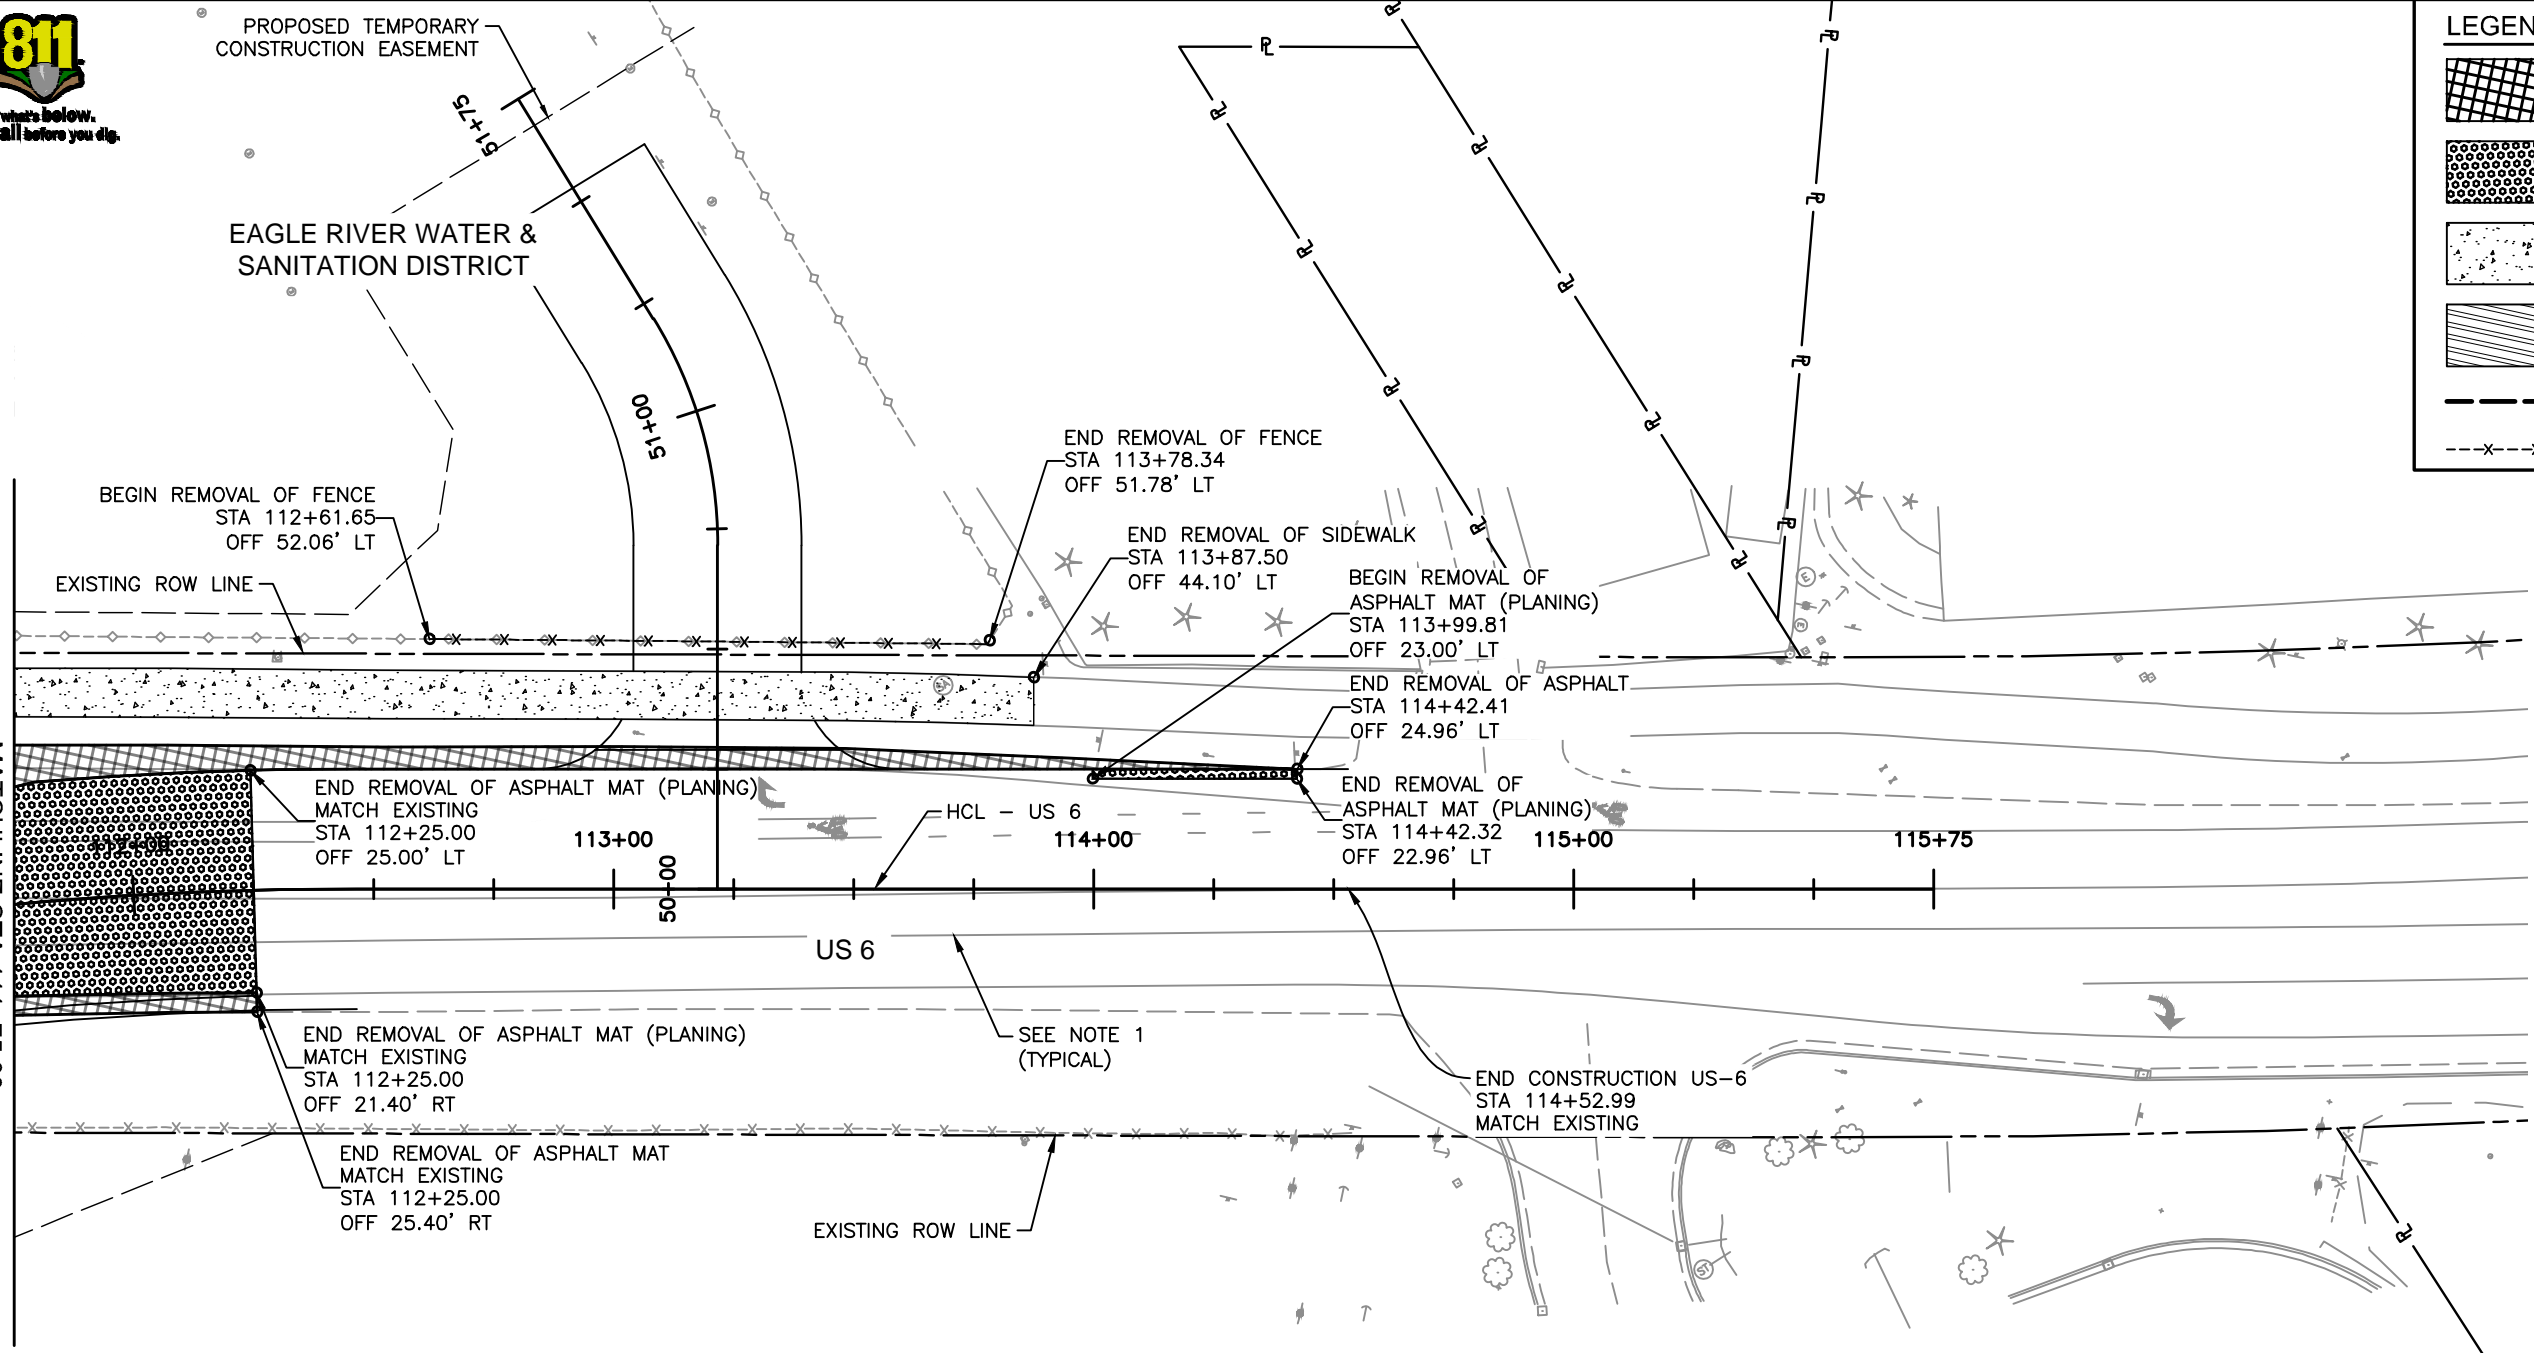 811
what's below.
all before you dig.
PROPOSED TEMPORARY
CONSTRUCTION EASEMENT
51+75
EAGLE RIVER WATER &
SANITATION DISTRICT
51+00
BEGIN REMOVAL OF FENCE
STA 112+61.65
OFF 52.06' LT
EXISTING ROW LINE
END REMOVAL OF FENCE
STA 113+78.34
OFF 51.78' LT
END REMOVAL OF SIDEWALK
STA 113+87.50
OFF 44.10' LT
BEGIN REMOVAL OF
ASPHALT MAT (PLANING)
STA 113+99.81
OFF 23.00' LT
END REMOVAL OF ASPHALT
STA 114+42.41
OFF 24.96' LT
END REMOVAL OF
ASPHALT MAT (PLANING)
STA 114+42.32
OFF 22.96' LT
END REMOVAL OF ASPHALT MAT (PLANING)
MATCH EXISTING
STA 112+25.00
OFF 25.00' LT
HCL - US 6
112+00
113+00
114+00
115+00
115+75
50+00
US 6
SEE NOTE 1
(TYPICAL)
END REMOVAL OF ASPHALT MAT (PLANING)
MATCH EXISTING
STA 112+25.00
OFF 21.40' RT
END CONSTRUCTION US-6
STA 114+52.99
MATCH EXISTING
END REMOVAL OF ASPHALT MAT
MATCH EXISTING
STA 112+25.00
OFF 25.40' RT
EXISTING ROW LINE
LEGEN